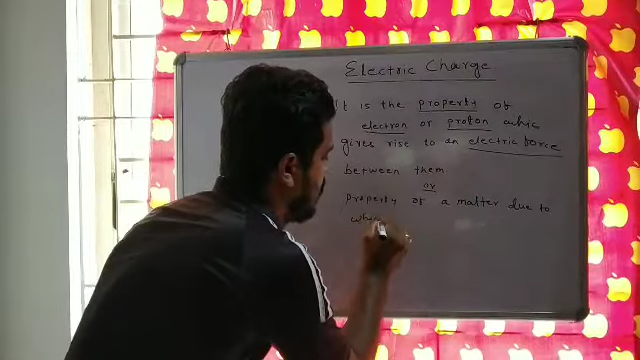 Electric Charge
It is the property of
electron or proton whic
gives rise to an electric force
between them
or
property of a matter due to
whic